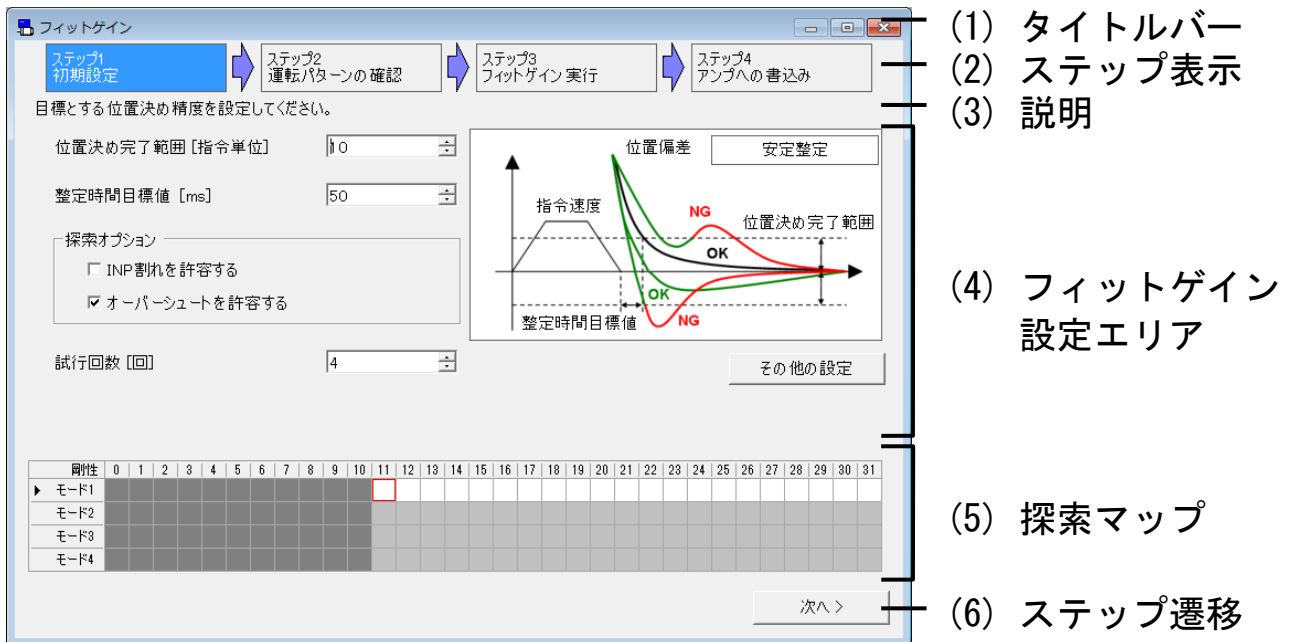 フィットゲイン
(1) タイトルバー
ステップ1
初期設定
ステップ2
運転パターンの確認
ステップ3
フィットゲイン実行
ステップ4
アンプへの書込み
(2) ステップ表示
目標とする位置決め精度を設定してください。
(3) 説明
位置決め完了範囲 [指令単位]
10
整定時間目標値 [ms]
50
探索オプション
INP割れを許容する
オーバーシュートを許容する
試行回数 [回]
4
位置偏差
安定整定
指令速度
NG
位置決め完了範囲
OK
OK
整定時間目標値
NG
その他の設定
(4) フィットゲイン
設定エリア
剛性 0 1 2 3 4 5 6 7 8 9 10 11 12 13 14 15 16 17 18 19 20 21 22 23 24 25 26 27 28 29 30 31
モード1
モード2
モード3
モード4
(5) 探索マップ
次へ >
(6) ステップ遷移